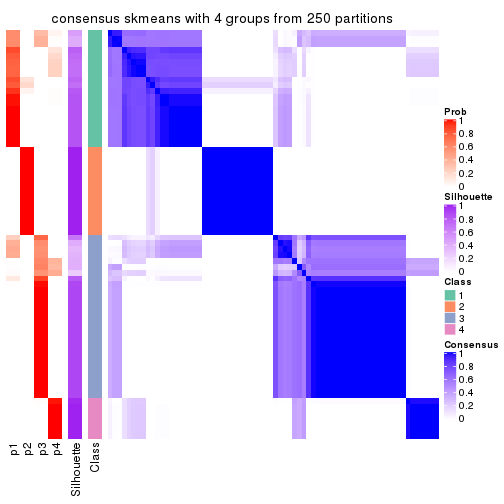 consensus skmeans with 4 groups from 250 partitions
Prob
1
0.8
0.6
0.4
0.2
0
Silhouette
1
0.8
0.6
0.4
0.2
0
Class
1
2
3
4
Consensus
1
0.8
0.6
0.4
0.2
0
p1
p2
p3
p4
Silhouette
Class